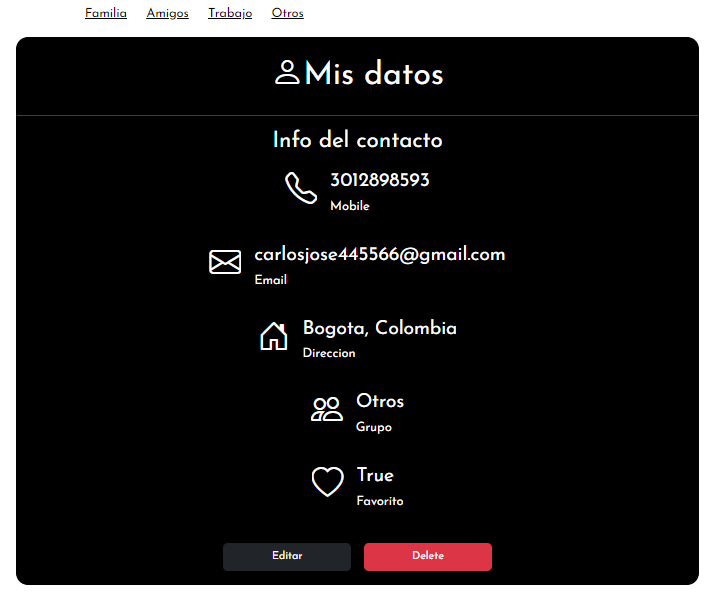 Familia Amigos Trabajo Otros
Mis datos
Info del contacto
3012898593
Mobile
carlosjose445566@gmail.com
Email
Bogota, Colombia
Direccion
Otros
Grupo
True
Favorito
Editar Delete